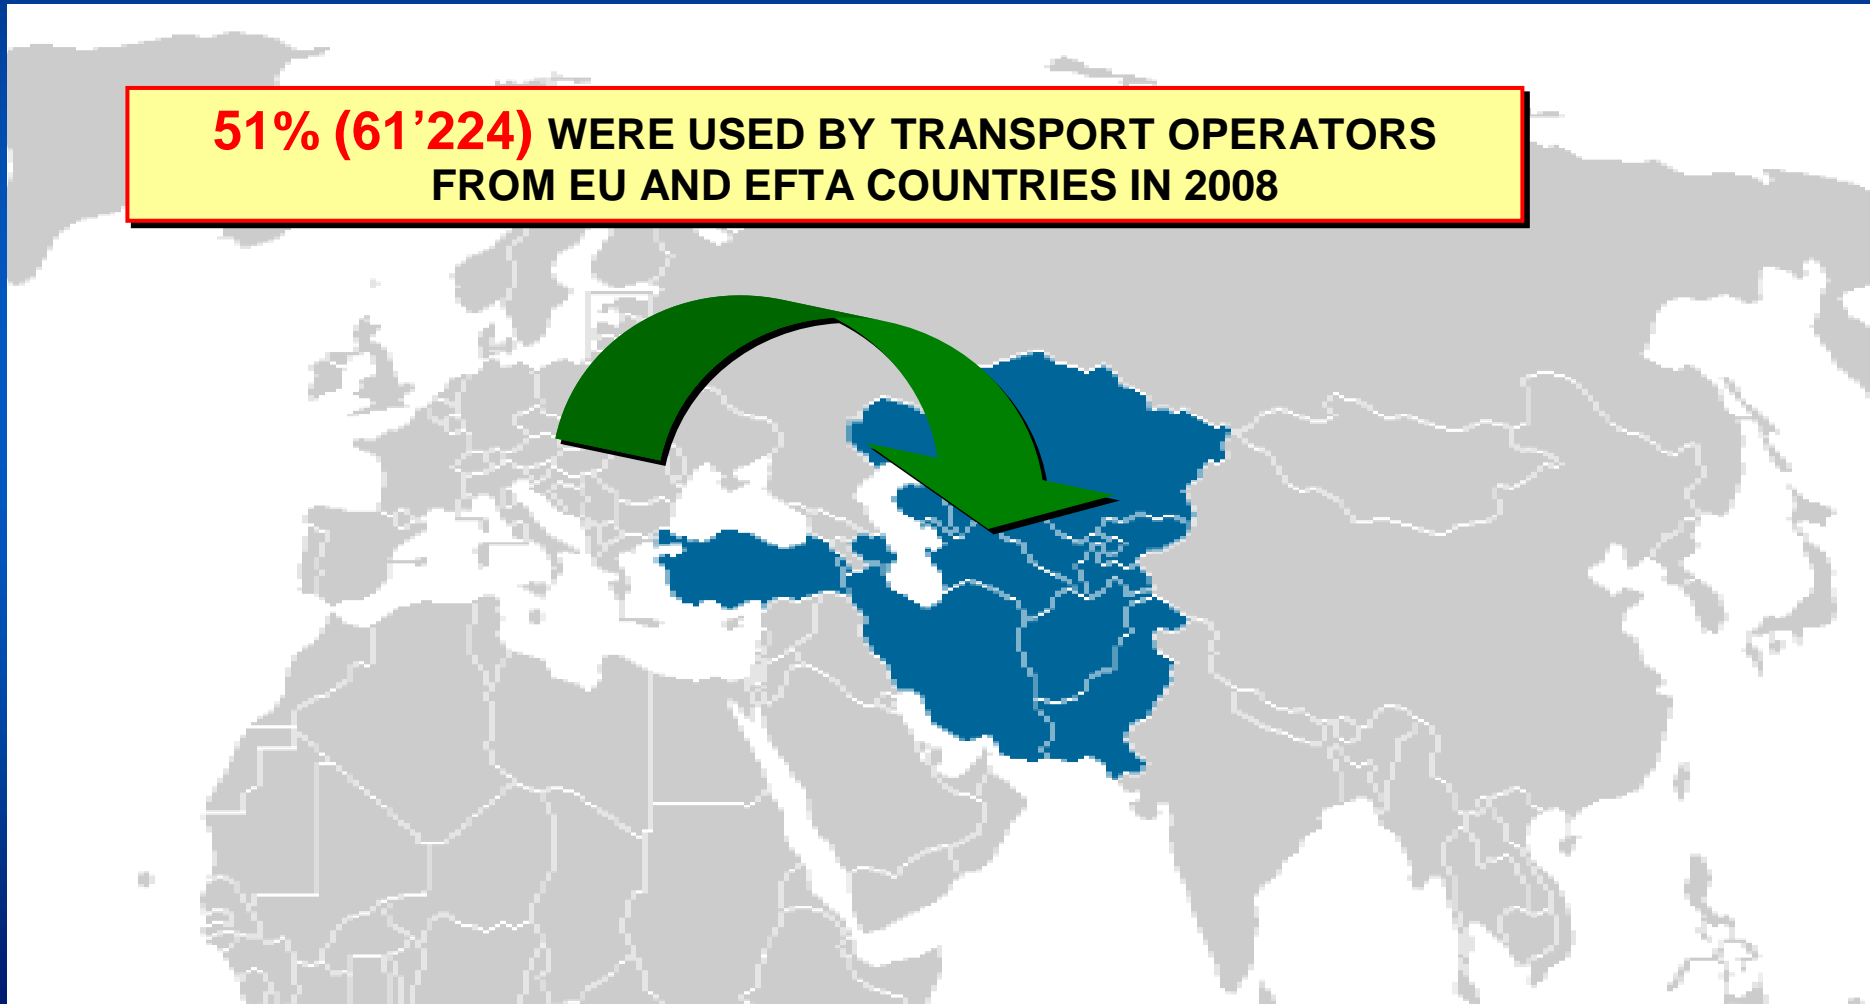 51% (61’224) WERE USED BY TRANSPORT OPERATORS
FROM EU AND EFTA COUNTRIES IN 2008